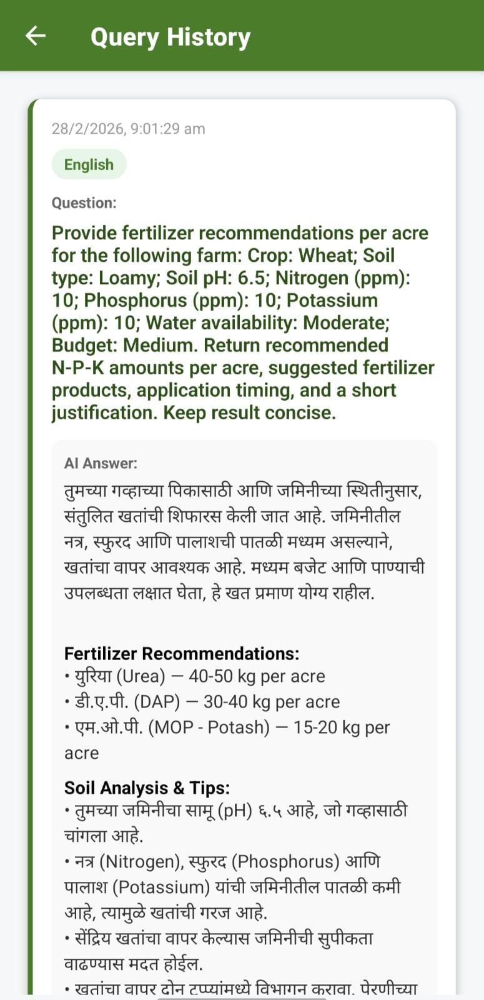 Query History
28/2/2026, 9:01:29 am
English
Question:
Provide fertilizer recommendations per acre
for the following farm: Crop: Wheat; Soil
type: Loamy; Soil pH: 6.5; Nitrogen (ppm):
10; Phosphorus (ppm): 10; Potassium
(ppm): 10; Water availability: Moderate;
Budget: Medium. Return recommended
N-P-K amounts per acre, suggested fertilizer
products, application timing, and a short
justification. Keep result concise.
AI Answer:
तुमच्या गव्हाच्या पिकासाठी आणि जमिनीच्या स्थितीनुसार,
संतुलित खतांची शिफारस केली जात आहे. जमिनीतील
नत्र, स्फुरद आणि पालाशची पातळी मध्यम असल्याने,
खतांचा वापर आवश्यक आहे. मध्यम बजेट आणि पाण्याची
उपलब्धता लक्षात घेता, हे खत प्रमाण योग्य राहील.
Fertilizer Recommendations:
• युरिया (Urea) — 40-50 kg per acre
• डी.ए.पी. (DAP) — 30-40 kg per acre
• एम.ओ.पी. (MOP - Potash) — 15-20 kg per
acre
Soil Analysis & Tips:
• तुमच्या जमिनीचा सामू (pH) ६.५ आहे, जो गव्हासाठी
चांगला आहे.
• नत्र (Nitrogen), स्फुरद (Phosphorus) आणि
पालाश (Potassium) यांची जमिनीतील पातळी कमी
आहे, त्यामुळे खतांची गरज आहे.
• सेंद्रिय खतांचा वापर केल्यास जमिनीची सुपीकता
वाढण्यास मदत होईल.
• खतांचा वापर दोन टप्प्यांमध्ये विभागन करावा. पेरणीच्या